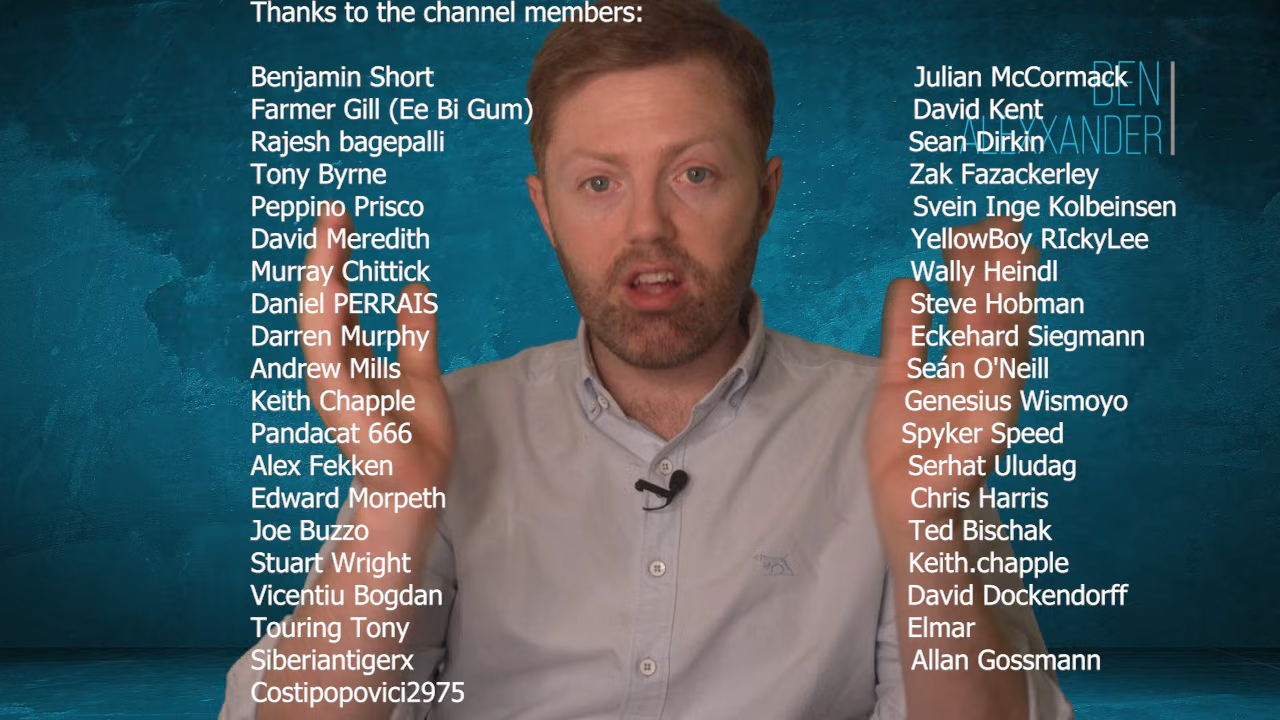 Thanks to the channel members:
Benjamin Short
Farmer Gill (Ee Bi Gum)
Rajesh bagepalli
Tony Byrne
Peppino Prisco
David Meredith
Murray Chittick
Daniel PERRAIS
Darren Murphy
Andrew Mills
Keith Chapple
Pandacat 666
Alex Fekken
Edward Morpeth
Joe Buzzo
Stuart Wright
Vicentiu Bogdan
Touring Tony
Siberiantigerx
Costipopovici2975
Julian McCormack
David Kent
Sean Dirkin
Zak Fazackerley
Svein Inge Kolbeinsen
YellowBoy RIckyLee
Wally Heindl
Steve Hobman
Eckehard Siegmann
Seán O'Neill
Genesius Wismoyo
Spyker Speed
Serhat Uludag
Chris Harris
Ted Bischak
Keith.chapple
David Dockendorff
Elmar
Allan Gossmann
BEN
ALEXXANDER